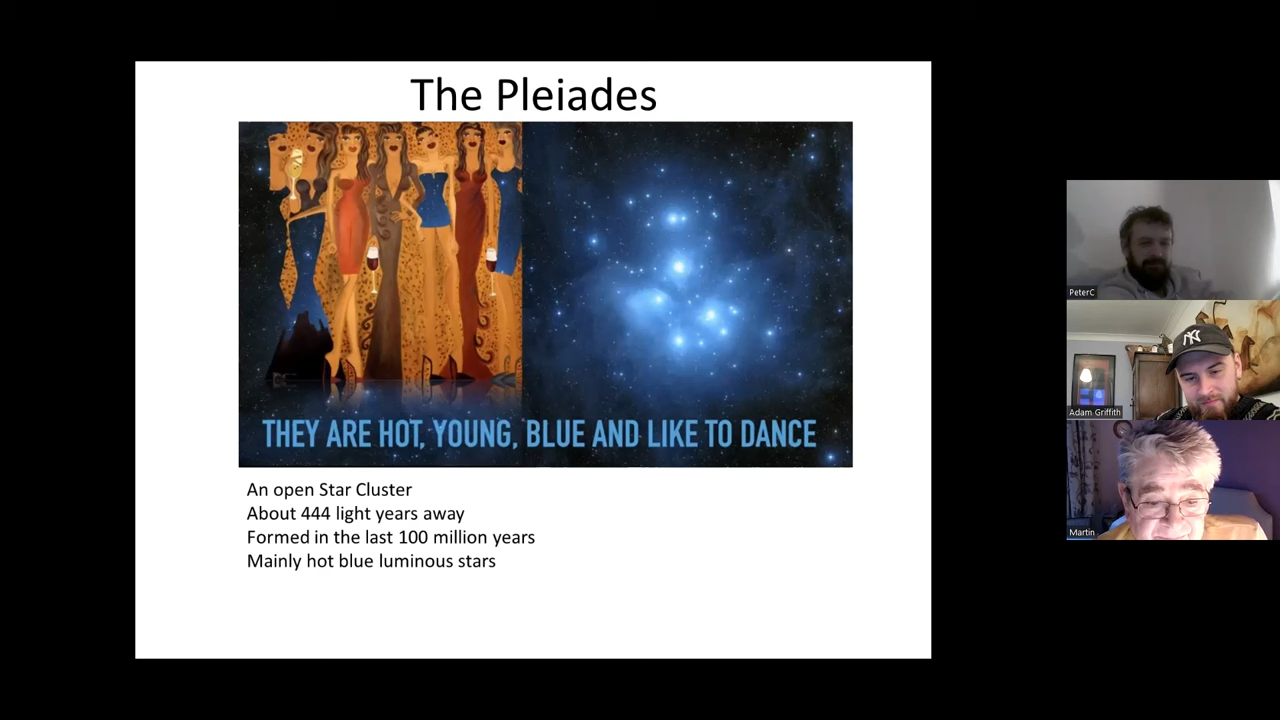 The Pleiades
THEY ARE HOT, YOUNG, BLUE AND LIKE TO DANCE
An open Star Cluster
About 444 light years away
Formed in the last 100 million years
Mainly hot blue luminous stars
PeterC
NY
Adam Griffith
Martin